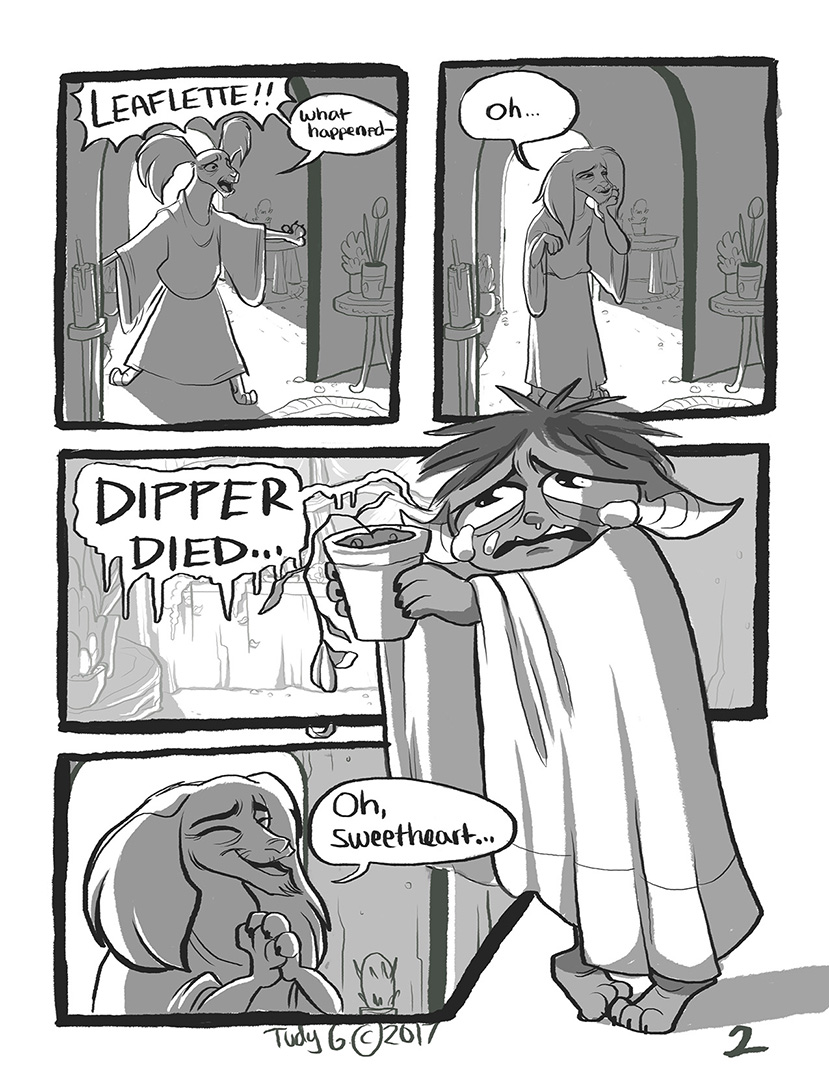 LEAFLETTE!!
what
happened-
Oh...
DIPPER
DIED...
Oh,
sweetheart...
Tudy G.©2017
2